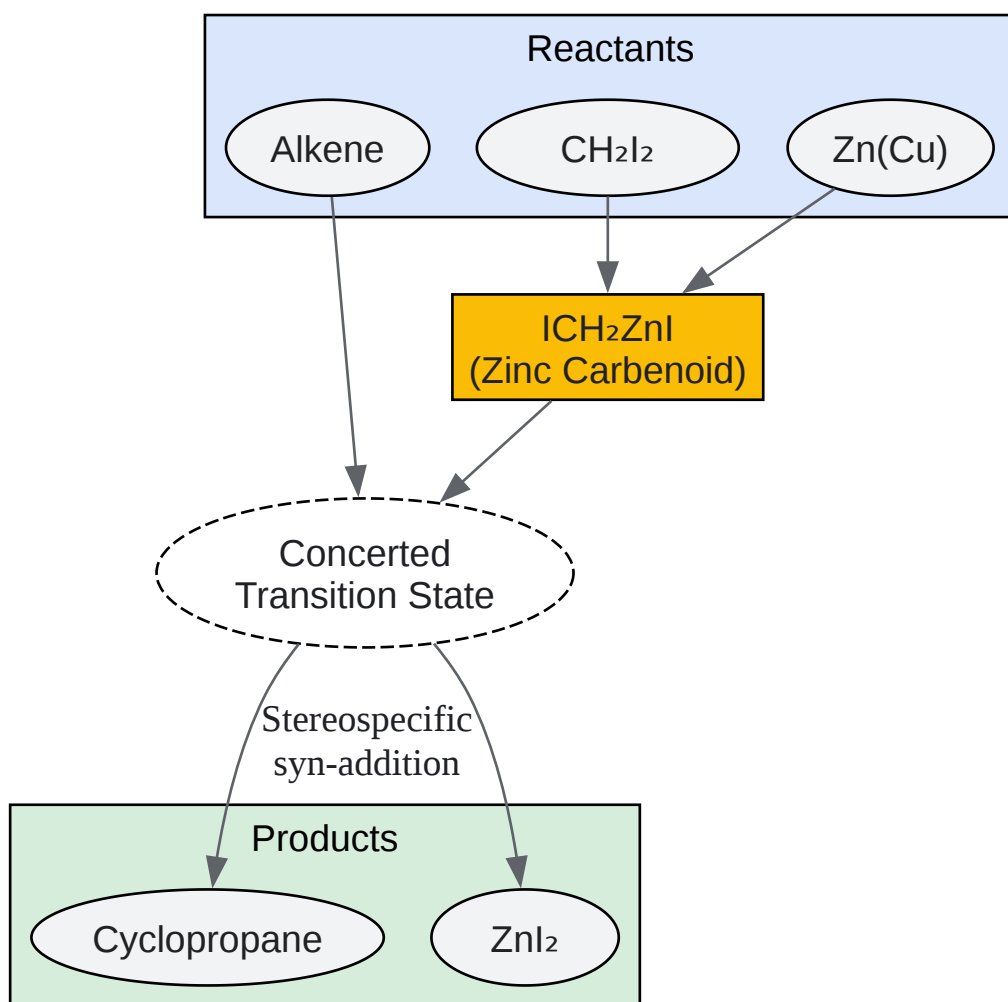 Reactants
Alkene
CH₂I₂
Zn(Cu)
ICH₂ZnI
(Zinc Carbenoid)
Concerted
Transition State
Stereospecific
syn-addition
Products
Cyclopropane
ZnI₂